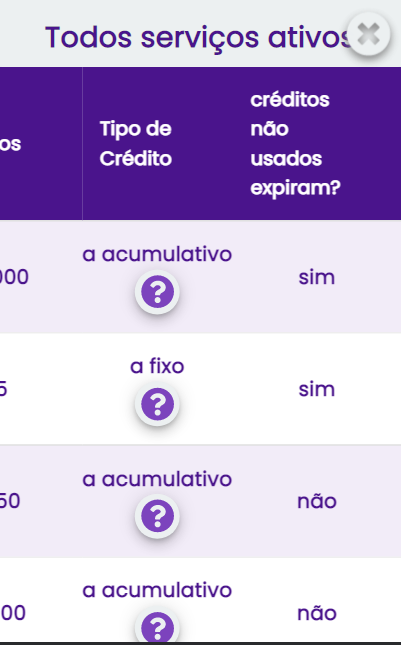 Todos serviços ativos
os
Tipo de
Crédito
créditos
não
usados
expiram?
000
a acumulativo
?
sim
5
a fixo
?
sim
50
a acumulativo
?
não
00
a acumulativo
?
não